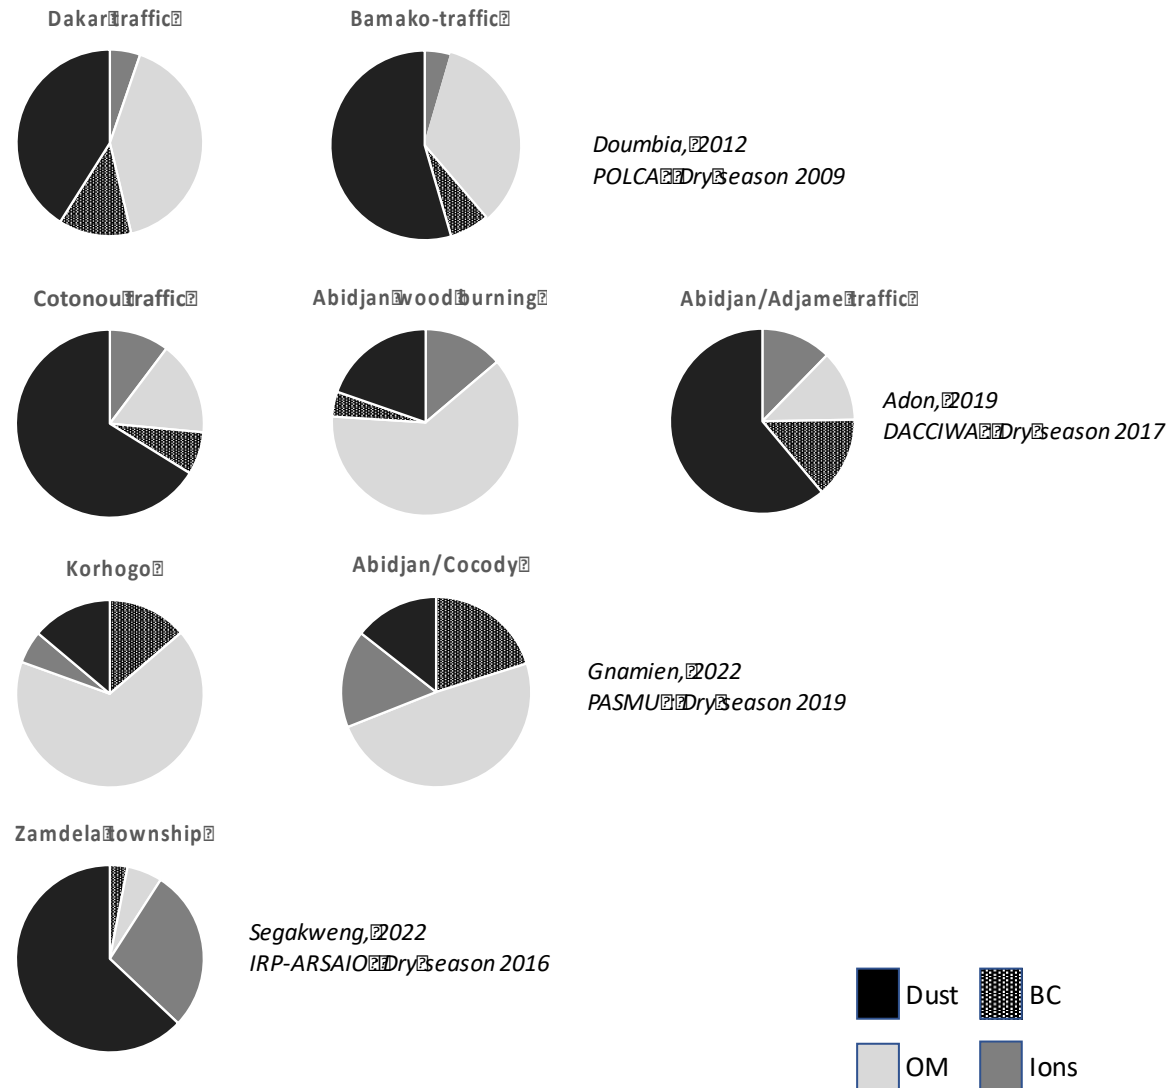 Dakar traffic
Bamako-traffic
Doumbia, 2012
POLCA Dry season 2009
Cotonou traffic
Abidjan wood burning
Abidjan/Adjame traffic
Adon, 2019
DACCIWA Dry season 2017
Korhogo
Abidjan/Cocody
Gnamien, 2022
PASMU : Dry season 2019
Zamdela township
Segakweng, 2022
IRP-ARSAIO Dry season 2016
Dust
BC
OM
Ions